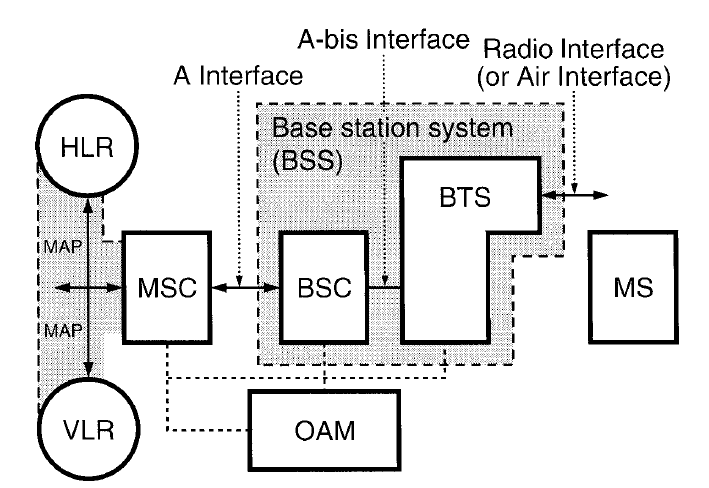 A-bis Interface
Radio Interface
(or Air Interface)
A Interface
Base station system
(BSS)
HLR
BTS
MAP
MSC
BSC
MS
MAP
VLR
OAM